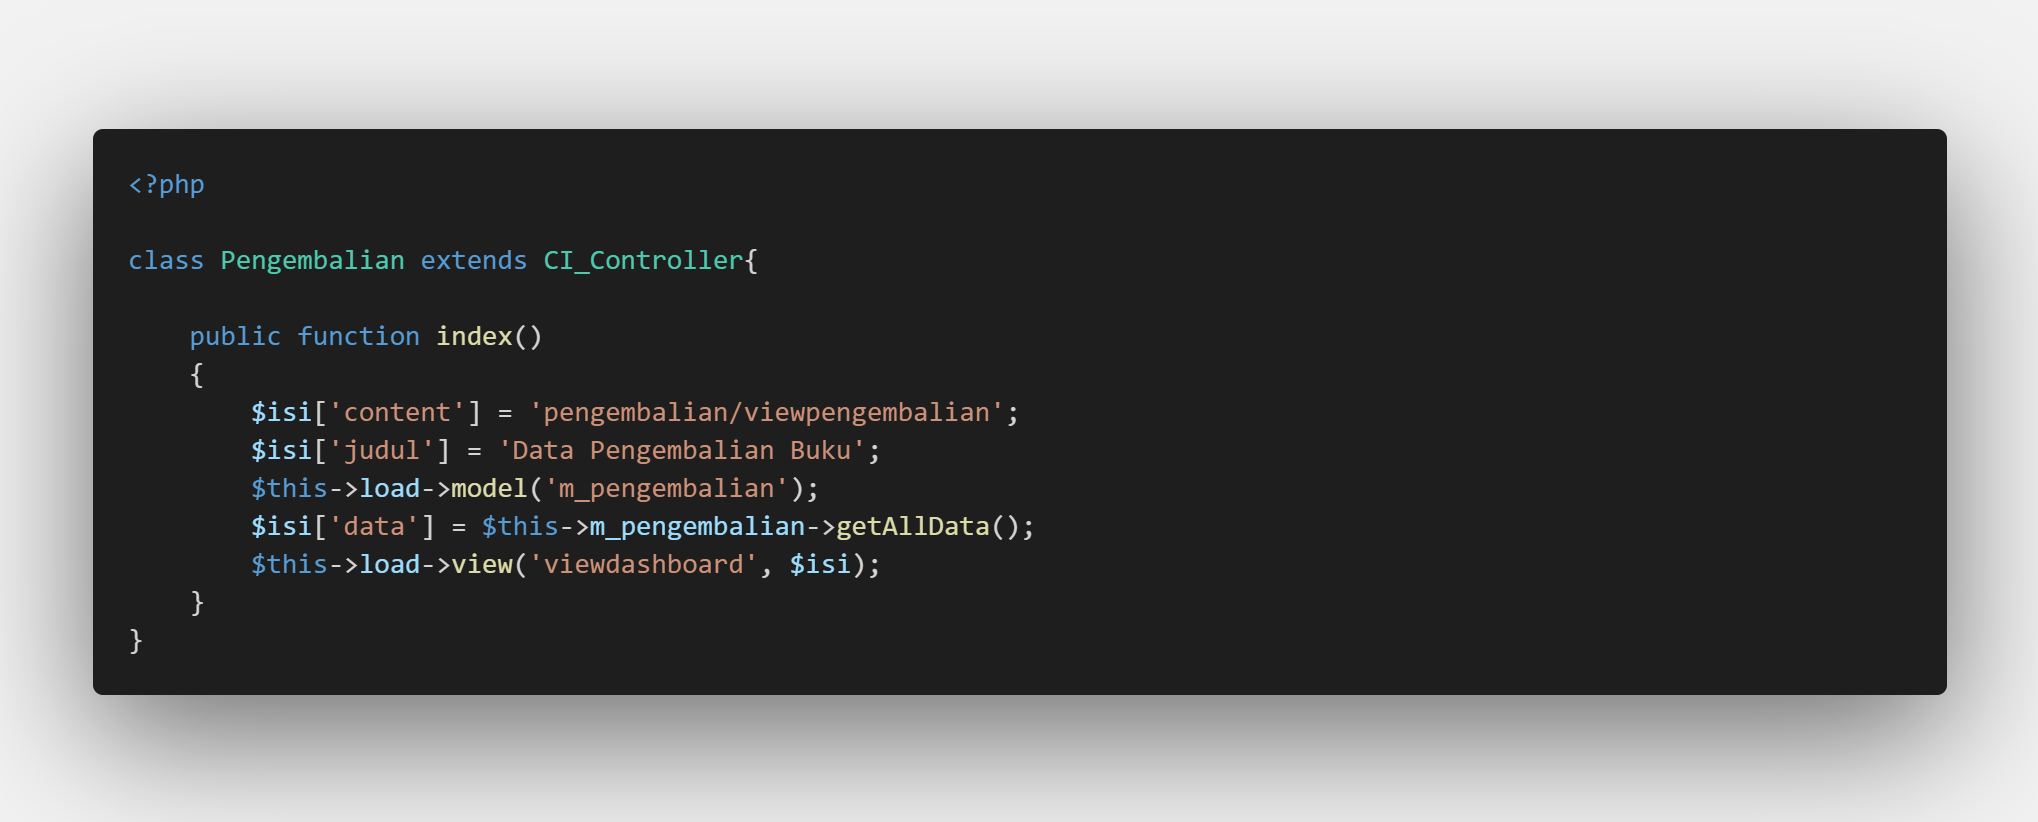 <?php
class Pengembalian extends CI_Controller{
    public function index()
    {
        $isi['content'] = 'pengembalian/viewpengembalian';
        $isi['judul'] = 'Data Pengembalian Buku';
        $this->load->model('m_pengembalian');
        $isi['data'] = $this->m_pengembalian->getAllData();
        $this->load->view('viewdashboard', $isi);
    }
}